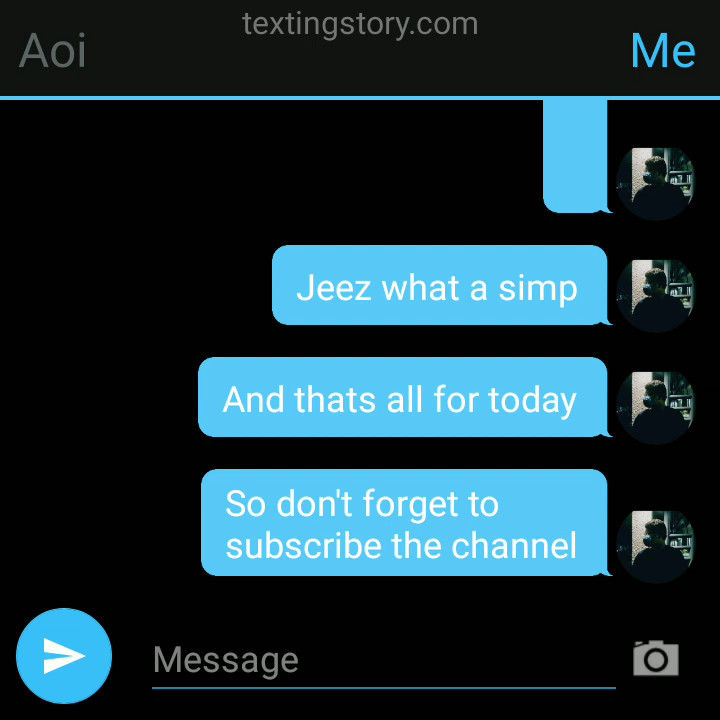 textingstory.com
Aoi
Me
Jeez what a simp
And thats all for today
So don't forget to
subscribe the channel
Message